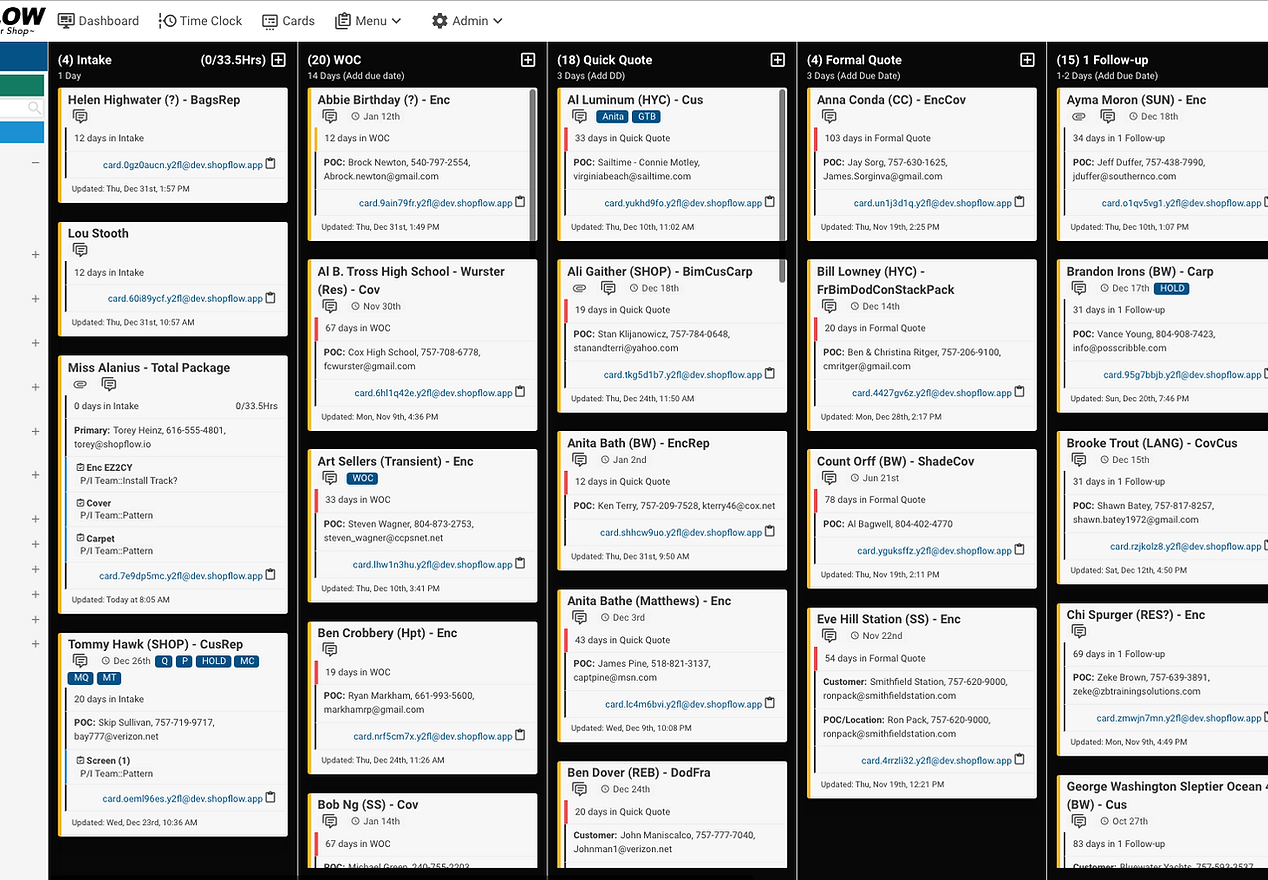 LOW
r Shop~
Dashboard
Time Clock
Cards
Menu
Admin
(4) Intake (0/33.5Hrs)
1 Day
Helen Highwater (?) - BagsRep
12 days in Intake
card.0gz0aucn.y2fl@dev.shopflow.app
Updated: Thu, Dec 31st, 1:57 PM
Lou Stooth
12 days in Intake
card.60i89ycf.y2fl@dev.shopflow.app
Updated: Thu, Dec 31st, 10:57 AM
Miss Alanius - Total Package
0 days in Intake 0/33.5Hrs
Primary: Torey Heinz, 616-555-4801,
torey@shopflow.io
Enc EZ2CY
P/I Team::Install Track?
Cover
P/I Team::Pattern
Carpet
P/I Team::Pattern
card.7e9dp5mc.y2fl@dev.shopflow.app
Updated: Today at 8:05 AM
Tommy Hawk (SHOP) - CusRep
Dec 26th Q P HOLD MC
MQ MT
20 days in Intake
POC: Skip Sullivan, 757-719-9717,
bay777@verizon.net
Screen (1)
P/I Team::Pattern
card.oeml96es.y2fl@dev.shopflow.app
Updated: Wed, Dec 23rd, 10:36 AM
(20) WOC
14 Days (Add due date)
Abbie Birthday (?) - Enc
Jan 12th
12 days in WOC
POC: Brock Newton, 540-797-2554,
Abrock.newton@gmail.com
card.9ain79fr.y2fl@dev.shopflow.app
Updated: Thu, Dec 31st, 1:49 PM
Al B. Tross High School - Wurster
(Res) - Cov
Nov 30th
67 days in WOC
POC: Cox High School, 757-708-6778,
fcwurster@gmail.com
card.6hl1q42e.y2fl@dev.shopflow.app
Updated: Mon, Nov 9th, 4:36 PM
Art Sellers (Transient) - Enc
WOC
33 days in WOC
POC: Steven Wagner, 804-873-2753,
steven_wagner@ccpsnet.net
card.lhw1n3hu.y2fl@dev.shopflow.app
Updated: Thu, Dec 10th, 3:41 PM
Ben Crobbery (Hpt) - Enc
19 days in WOC
POC: Ryan Markham, 661-993-5600,
markhamrp@gmail.com
card.nrf5cm7x.y2fl@dev.shopflow.app
Updated: Thu, Dec 24th, 11:26 AM
Bob Ng (SS) - Cov
Jan 14th
67 days in WOC
POC: Michael Green, 240-755-2203,
(18) Quick Quote
3 Days (Add DD)
Al Luminum (HYC) - Cus
Anita GTB
33 days in Quick Quote
POC: Sailtime - Connie Motley,
virginiabeach@sailtime.com
card.yukhd9fo.y2fl@dev.shopflow.app
Updated: Thu, Dec 10th, 11:02 AM
Ali Gaither (SHOP) - BimCusCarp
Dec 18th
19 days in Quick Quote
POC: Stan Klijanowicz, 757-784-0648,
stanandterri@yahoo.com
card.tkg5d1b7.y2fl@dev.shopflow.app
Updated: Thu, Dec 24th, 11:50 AM
Anita Bath (BW) - EncRep
Jan 2nd
12 days in Quick Quote
POC: Ken Terry, 757-209-7528, kterry46@cox.net
card.shhcw9uo.y2fl@dev.shopflow.app
Updated: Thu, Dec 31st, 9:50 AM
Anita Bathe (Matthews) - Enc
Dec 3rd
43 days in Quick Quote
POC: James Pine, 518-821-3137,
captpine@msn.com
card.lc4m6bvi.y2fl@dev.shopflow.app
Updated: Wed, Dec 9th, 10:08 PM
Ben Dover (REB) - DodFra
Dec 24th
20 days in Quick Quote
Customer: John Maniscalco, 757-777-7040,
Johnman1@verizon.net
(4) Formal Quote
3 Days (Add Due Date)
Anna Conda (CC) - EncCov
103 days in Formal Quote
POC: Jay Sorg, 757-630-1625,
James.Sorginva@gmail.com
card.un1j3d1q.y2fl@dev.shopflow.app
Updated: Thu, Nov 19th, 2:25 PM
Bill Lowney (HYC) -
FrBimDodConStackPack
Dec 14th
20 days in Formal Quote
POC: Ben & Christina Ritger, 757-206-9100,
cmritger@gmail.com
card.4427gv6z.y2fl@dev.shopflow.app
Updated: Mon, Dec 28th, 2:17 PM
Count Orff (BW) - ShadeCov
Jun 21st
78 days in Formal Quote
POC: Al Bagwell, 804-402-4770
card.yguksffz.y2fl@dev.shopflow.app
Updated: Thu, Nov 19th, 2:11 PM
Eve Hill Station (SS) - Enc
Nov 22nd
54 days in Formal Quote
Customer: Smithfield Station, 757-620-9000,
ronpack@smithfieldstation.com
POC/Location: Ron Pack, 757-620-9000,
ronpack@smithfieldstation.com
card.4rrzli32.y2fl@dev.shopflow.app
Updated: Thu, Nov 19th, 12:21 PM
(15) 1 Follow-up
1-2 Days (Add Due Date)
Ayma Moron (SUN) - Enc
Dec 18th
34 days in 1 Follow-up
POC: Jeff Duffer, 757-438-7990,
jduffer@southernco.com
card.o1qv5vg1.y2fl@dev.shopflow.app
Updated: Thu, Dec 10th, 1:07 PM
Brandon Irons (BW) - Carp
Dec 17th HOLD
31 days in 1 Follow-up
POC: Vance Young, 804-908-7423,
info@posscribble.com
card.95g7bbjb.y2fl@dev.shopflow.app
Updated: Sun, Dec 20th, 7:46 PM
Brooke Trout (LANG) - CovCus
Dec 15th
31 days in 1 Follow-up
POC: Shawn Batey, 757-817-8257,
shawn.batey1972@gmail.com
card.rzjkolz8.y2fl@dev.shopflow.app
Updated: Sat, Dec 12th, 4:50 PM
Chi Spurger (RES?) - Enc
69 days in 1 Follow-up
POC: Zeke Brown, 757-639-3891,
zeke@zbtrainingsolutions.com
card.zmwjn7mn.y2fl@dev.shopflow.app
Updated: Mon, Nov 9th, 4:49 PM
George Washington Sleptier Ocean 4
(BW) - Cus
Oct 27th
83 days in 1 Follow-up
Customer: Bluewater Yachts, 757-593-3537